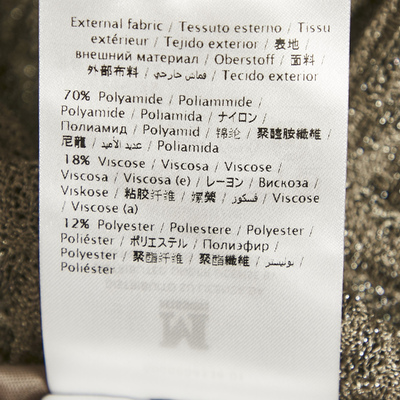 External fabric / Tessuto esterno / Tissu
extérieur / Tejido exterior / 表地 /
внешний материал / Oberstoff / 面料 /
外部布料 / قماش خارجي / Tecido exterior
70% Polyamide / Poliammide /
Polyamide / Poliamida / ナイロン /
Полиамид / Polyamid / 锦纶 / 聚醯胺纖維 /
尼龍 / عديد الأميد / Poliamida
18% Viscose / Viscosa / Viscose /
Viscosa / Viscosa (e) / レーヨン / Вискоза /
Viskose / 粘胶纤维 / 嫘縈 / فسكوز / Viscose
/ Viscose (a)
12% Polyester / Poliestere / Polyester /
Poliéster / ポリエステル / Полиэфир /
Polyester / 聚酯纤维 / 聚酯纖維 / بوليستر /
Poliéster